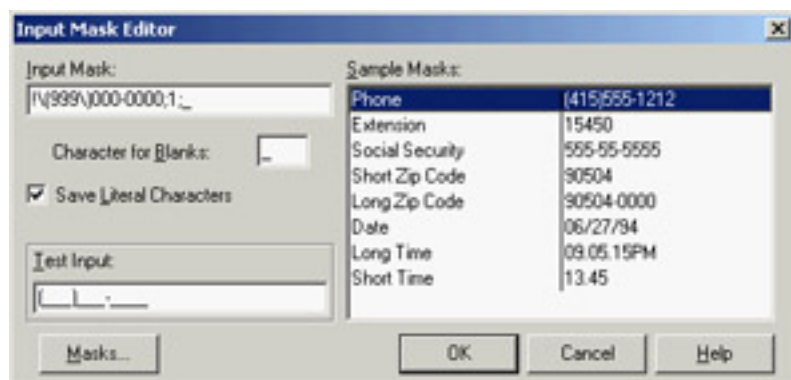 Input Mask Editor
Input Mask:
!\(999\)000-0000;1;_
Character for Blanks: _
Save Literal Characters
Test Input:
(___)___-____
Masks...
Sample Masks:
Phone (415)555-1212
Extension 15450
Social Security 555-55-5555
Short Zip Code 90504
Long Zip Code 90504-0000
Date 06/27/94
Long Time 09.05.15PM
Short Time 13.45
OK Cancel Help